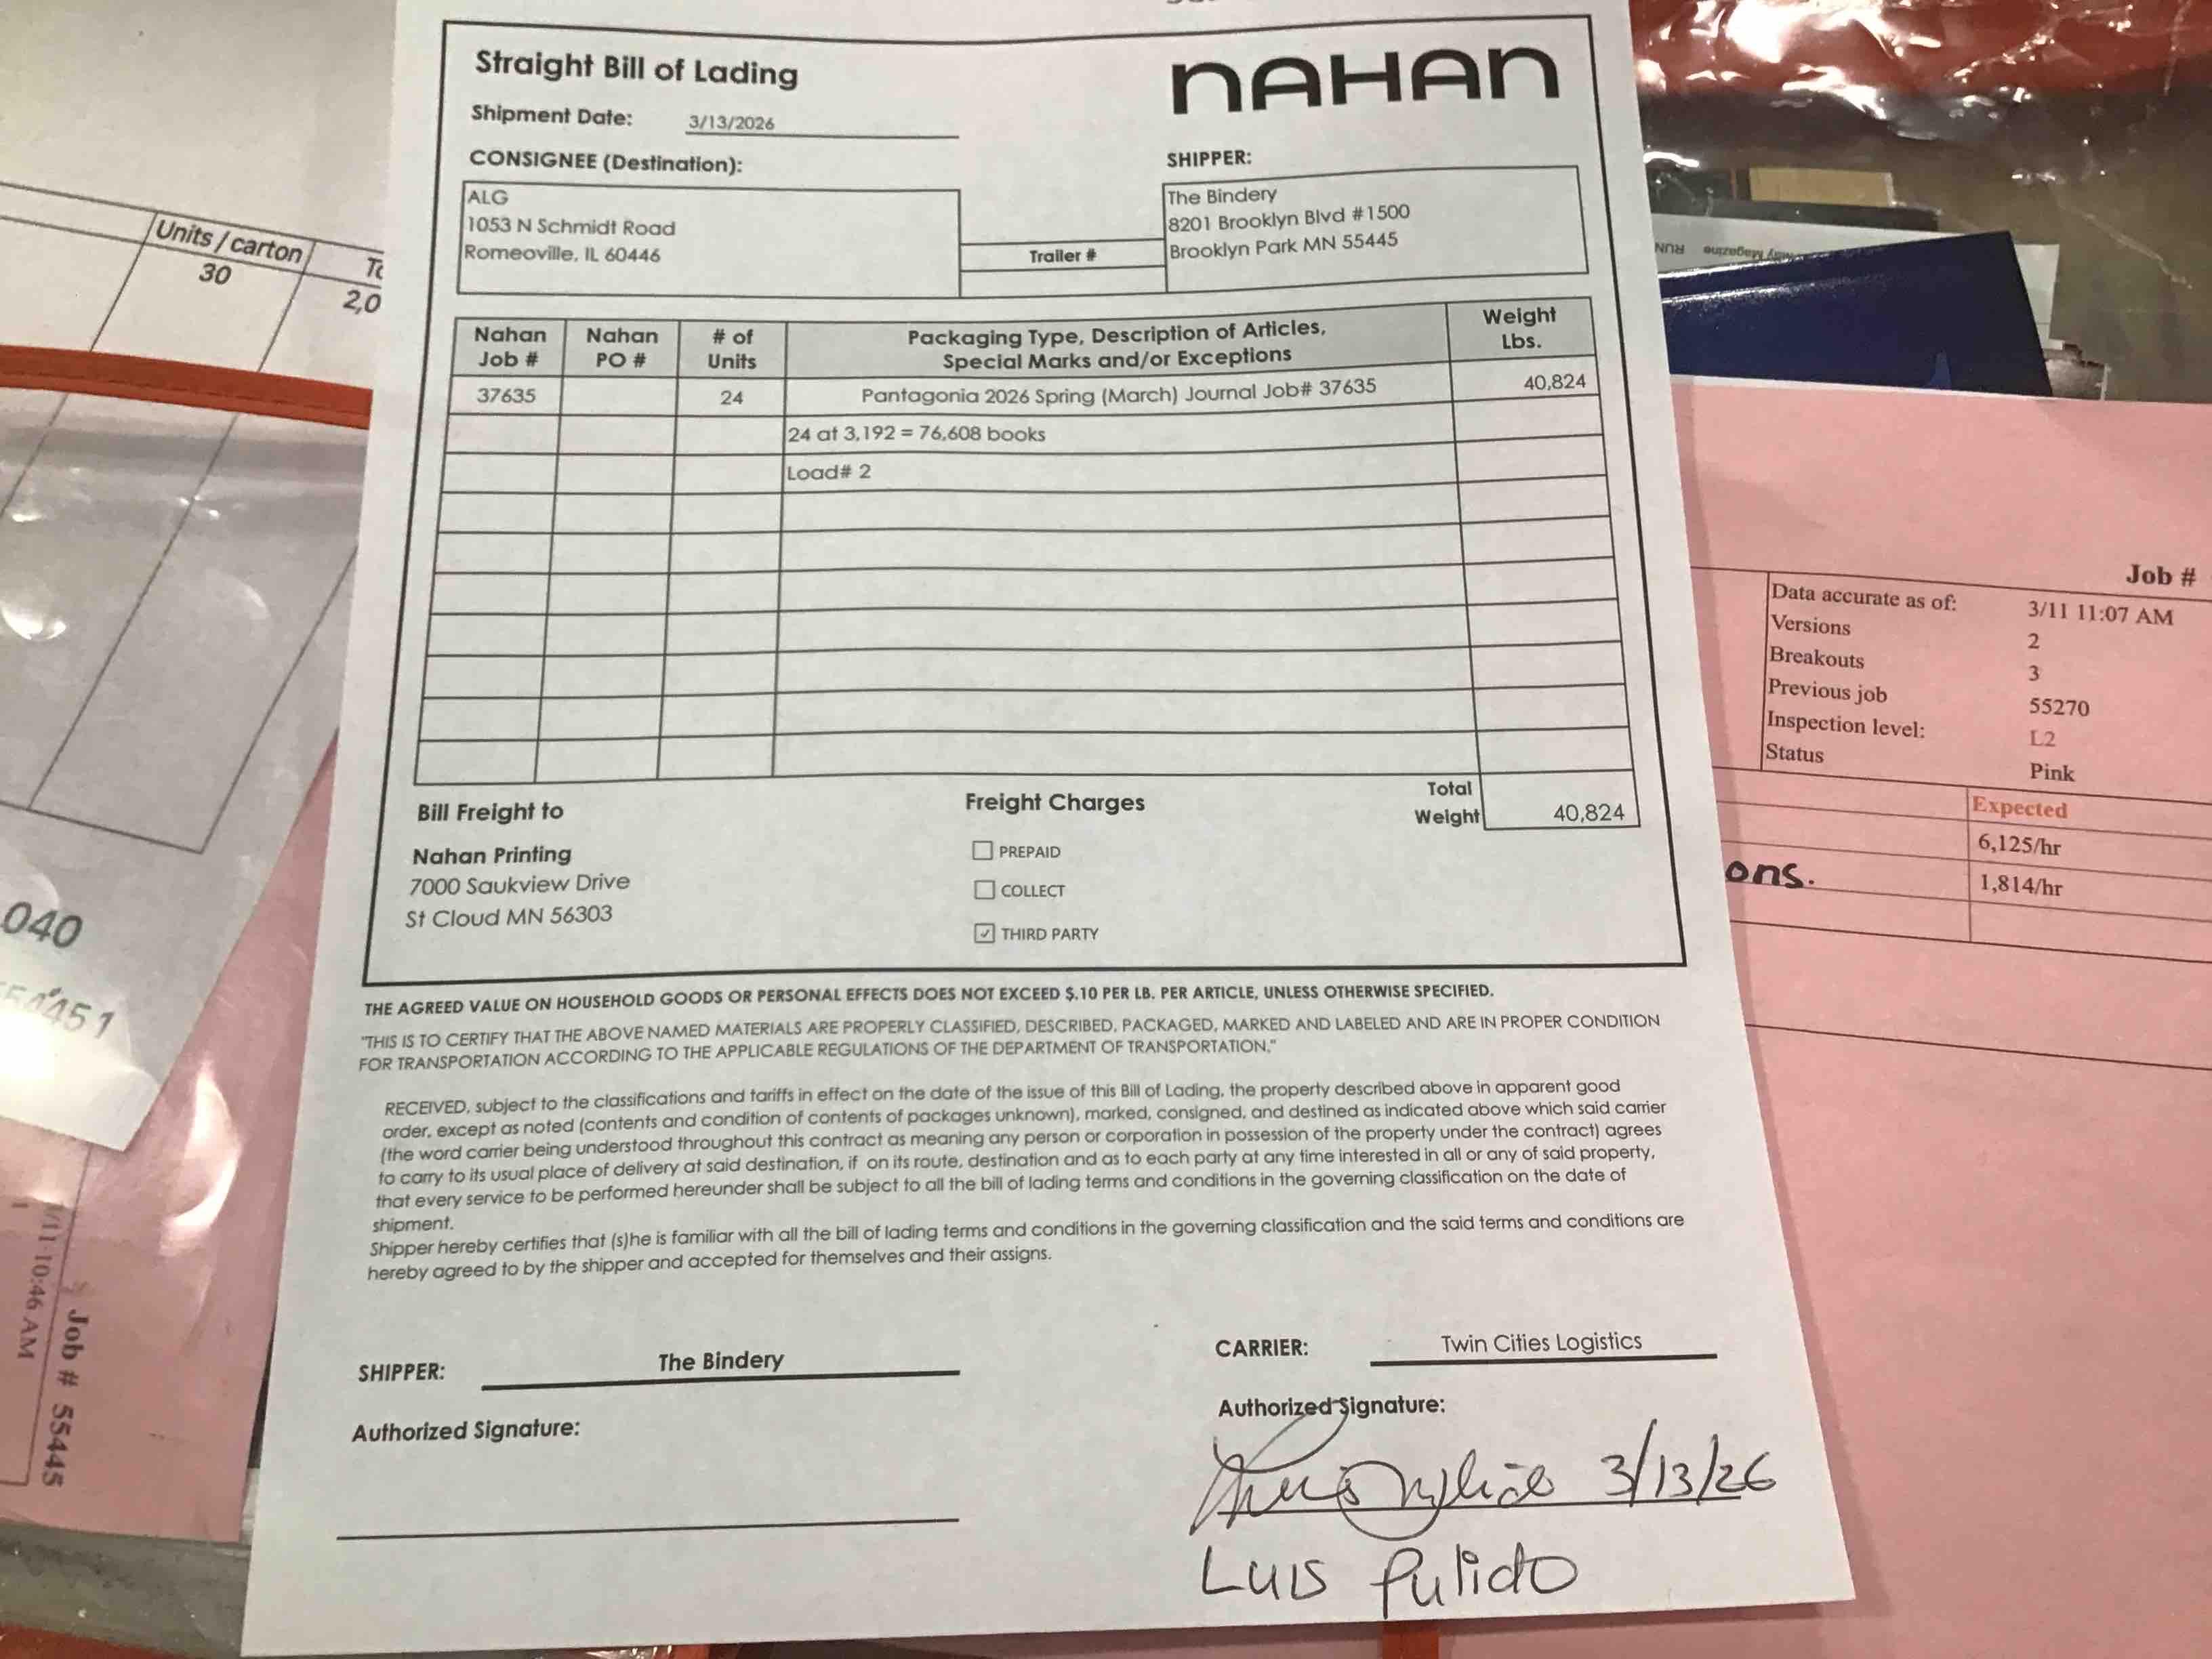 Straight Bill of Lading
NAHAN
Shipment Date: 3/13/2026
CONSIGNEE (Destination):
ALG
1053 N Schmidt Road
Romeoville, IL 60446
Trailer #
SHIPPER:
The Bindery
8201 Brooklyn Blvd #1500
Brooklyn Park MN 55445
Nahan Job # Nahan PO # # of Units Packaging Type, Description of Articles, Special Marks and/or Exceptions Weight Lbs.
37635 24 Pantagonia 2026 Spring (March) Journal Job# 37635 40,824
24 at 3,192 = 76,608 books
Load# 2
Total Weight 40,824
Bill Freight to
Nahan Printing
7000 Saukview Drive
St Cloud MN 56303
Freight Charges
PREPAID
COLLECT
THIRD PARTY
THE AGREED VALUE ON HOUSEHOLD GOODS OR PERSONAL EFFECTS DOES NOT EXCEED $.10 PER LB. PER ARTICLE, UNLESS OTHERWISE SPECIFIED.
"THIS IS TO CERTIFY THAT THE ABOVE NAMED MATERIALS ARE PROPERLY CLASSIFIED, DESCRIBED, PACKAGED, MARKED AND LABELED AND ARE IN PROPER CONDITION
FOR TRANSPORTATION ACCORDING TO THE APPLICABLE REGULATIONS OF THE DEPARTMENT OF TRANSPORTATION."
RECEIVED, subject to the classifications and tariffs in effect on the date of the issue of this Bill of Lading, the property described above in apparent good
order, except as noted (contents and condition of contents of packages unknown), marked, consigned, and destined as indicated above which said carrier
(the word carrier being understood throughout this contract as meaning any person or corporation in possession of the property under the contract) agrees
to carry to its usual place of delivery at said destination, if on its route, destination and as to each party at any time interested in all or any of said property,
that every service to be performed hereunder shall be subject to all the bill of lading terms and conditions in the governing classification on the date of
shipment.
Shipper hereby certifies that (s)he is familiar with all the bill of lading terms and conditions in the governing classification and the said terms and conditions are
hereby agreed to by the shipper and accepted for themselves and their assigns.
SHIPPER: The Bindery
Authorized Signature:
CARRIER: Twin Cities Logistics
Authorized Signature:
3/13/26
Luis Pulido
Units / carton
30
2,0
040
1/11 10:46 AM
Job # 55445
Magazine RUN
Job #
Data accurate as of: 3/11 11:07 AM
Versions 2
Breakouts 3
Previous job 55270
Inspection level: L2
Status Pink
Expected
6,125/hr
ons.
1,814/hr